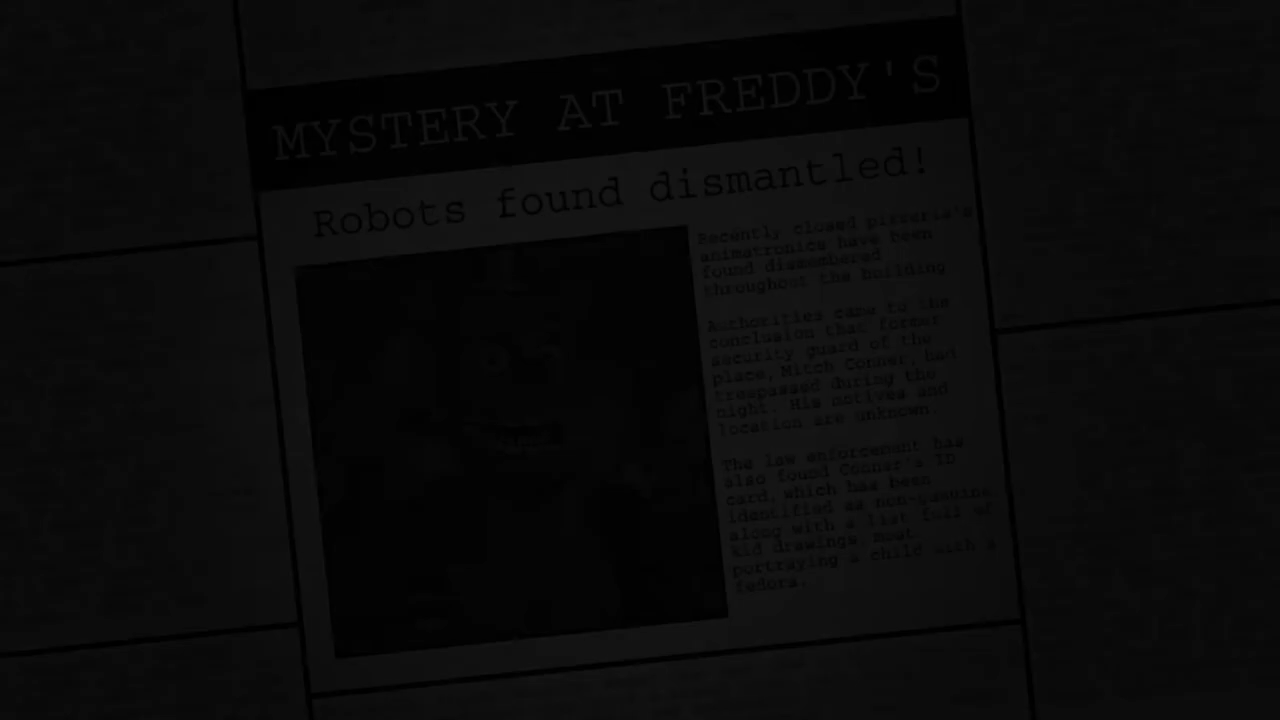 MYSTERY AT FREDDY'S
Robots found dismantled!
Recently closed pizzeria's
animatronics have been
found dismembered
throughout the building
Authorities came to the
conclusion that former
security guard of the
place, Mitch Conner, had
trespassed during the
night. His motives and
location are unknown.
The law enforcement has
also found Conner's ID
card, which has been
identified as non-genuine
along with a list full of
kid drawings. Most
portraying a child with a
fedora.